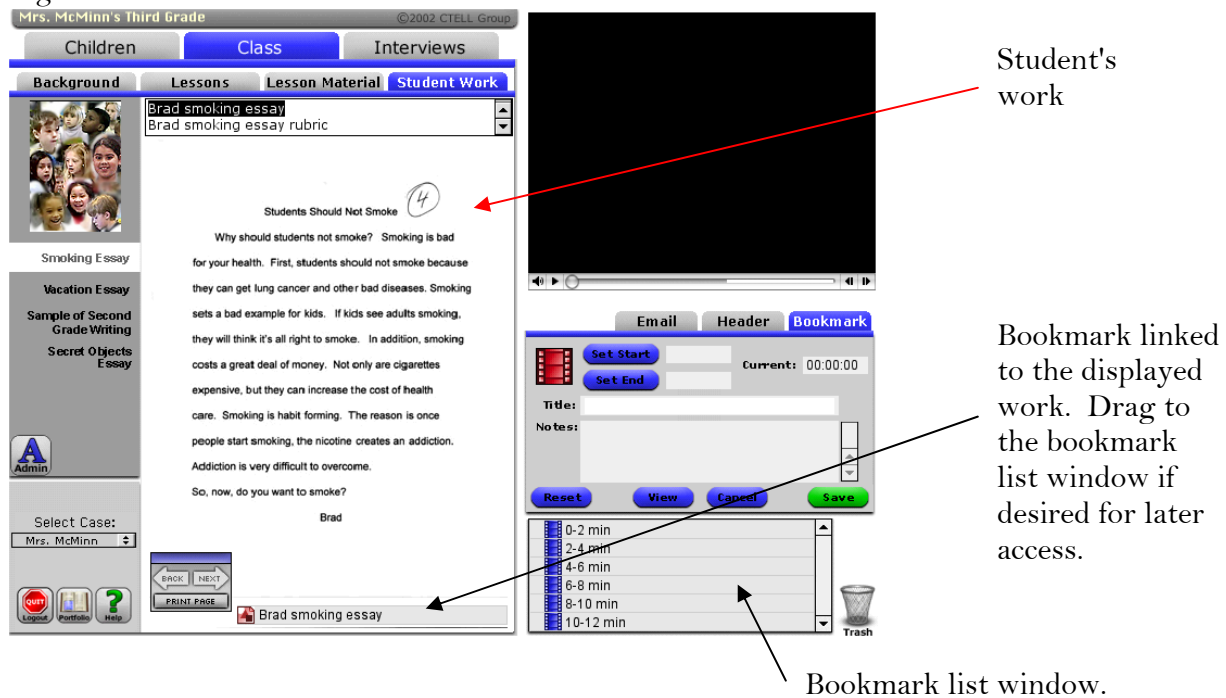 Mrs. McMinn's Third Grade
©2002 CTELL Group
Children
Class
Interviews
Background
Lessons
Lesson Material
Student Work
Brad smoking essay
Brad smoking essay rubric
4
Students Should Not Smoke
Why should students not smoke? Smoking is bad
for your health. First, students should not smoke because
they can get lung cancer and other bad diseases. Smoking
sets a bad example for kids. If kids see adults smoking,
they will think it's all right to smoke. In addition, smoking
costs a great deal of money. Not only are cigarettes
expensive, but they can increase the cost of health
care. Smoking is habit forming. The reason is once
people start smoking, the nicotine creates an addiction.
Addiction is very difficult to overcome.
So, now, do you want to smoke?
Brad
Smoking Essay
Vacation Essay
Sample of Second
Grade Writing
Secret Objects
Essay
A
Admin
Select Case:
Mrs. McMinn
QUIT
Logout
Portfolio
?
Help
BACK
NEXT
PRINT PAGE
Brad smoking essay
Email
Header
Bookmark
Set Start
Set End
Current: 00:00:00
Title:
Notes:
Reset
View
Cancel
Save
0-2 min
2-4 min
4-6 min
6-8 min
8-10 min
10-12 min
Trash
Student's
work
Bookmark linked
to the displayed
work. Drag to
the bookmark
list window if
desired for later
access.
Bookmark list window.